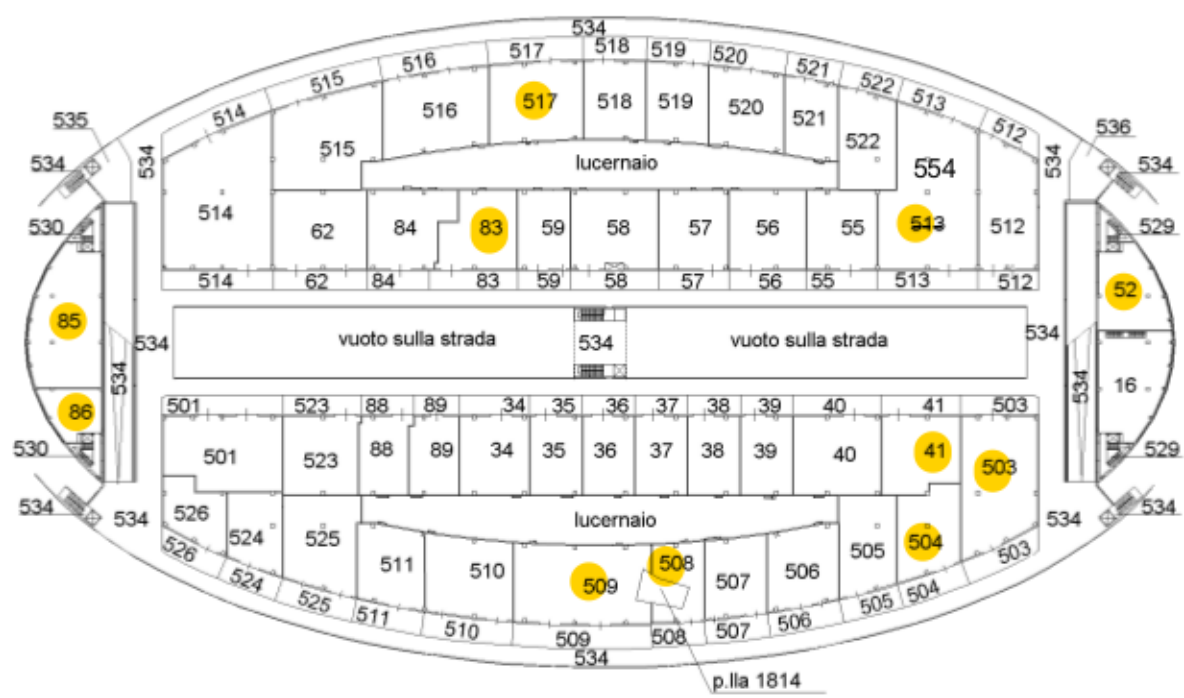 534
517 518 519 520
516 521 522
515 513
514 512
535 517 518 519 520 536
534 516 521 534
534 515 522 534
lucernaio 554
514
530 62 84 83 59 58 57 56 55 513 512 529
514 62 84 83 59 58 57 56 55 513 512
85 52
534 vuoto sulla strada 534 vuoto sulla strada 534
534 534
86 16
501 523 88 89 34 35 36 37 38 39 40 41 503
530 501 523 88 89 34 35 36 37 38 39 40 41 503 529
534 534 526 lucernaio 534 534
524 525 505 504
526 511 510 509 508 507 506 503
524 525 511 510 509 508 507 506 505 504
534
p.lla 1814